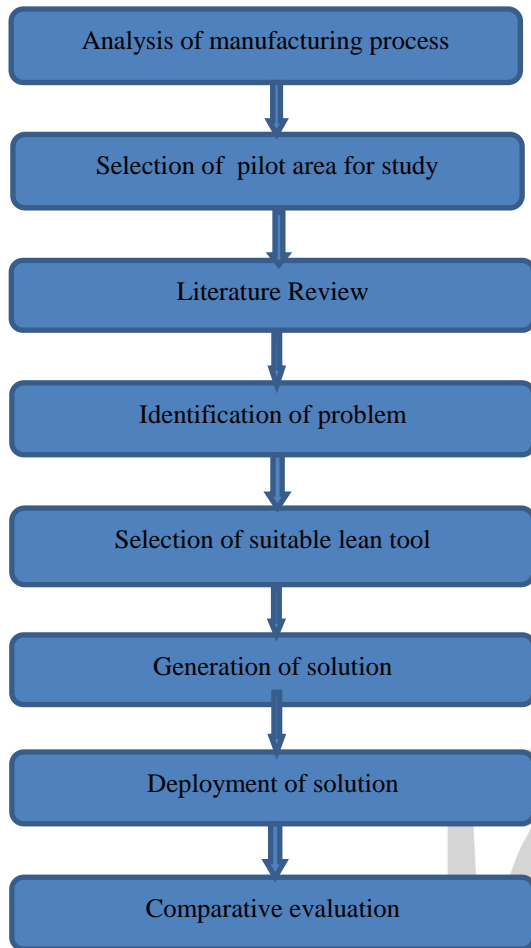 Analysis of manufacturing process
Selection of pilot area for study
Literature Review
Identification of problem
Selection of suitable lean tool
Generation of solution
Deployment of solution
Comparative evaluation